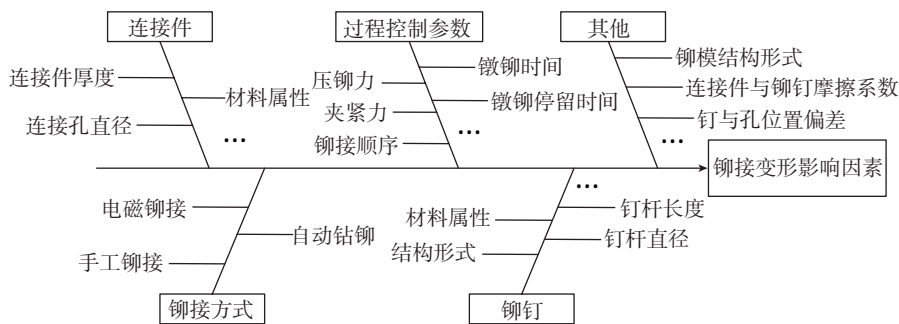 连接件
过程控制参数
其他
连接件厚度
材料属性
连接孔直径
...
压铆力
夹紧力
铆接顺序
镦铆时间
镦铆停留时间
...
铆模结构形式
连接件与铆钉摩擦系数
钉与孔位置偏差
...
铆接变形影响因素
电磁铆接
自动钻铆
手工铆接
铆接方式
...
材料属性
钉杆长度
结构形式
钉杆直径
铆钉